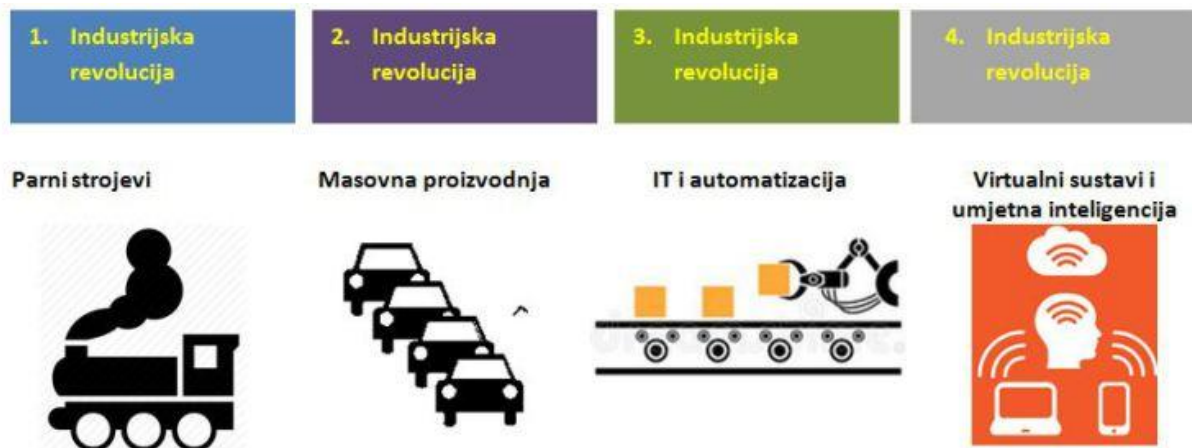 1. Industrijska
revolucija
2. Industrijska
revolucija
3. Industrijska
revolucija
4. Industrijska
revolucija
Parni strojevi
Masovna proizvodnja
IT i automatizacija
Virtualni sustavi i
umjetna inteligencija